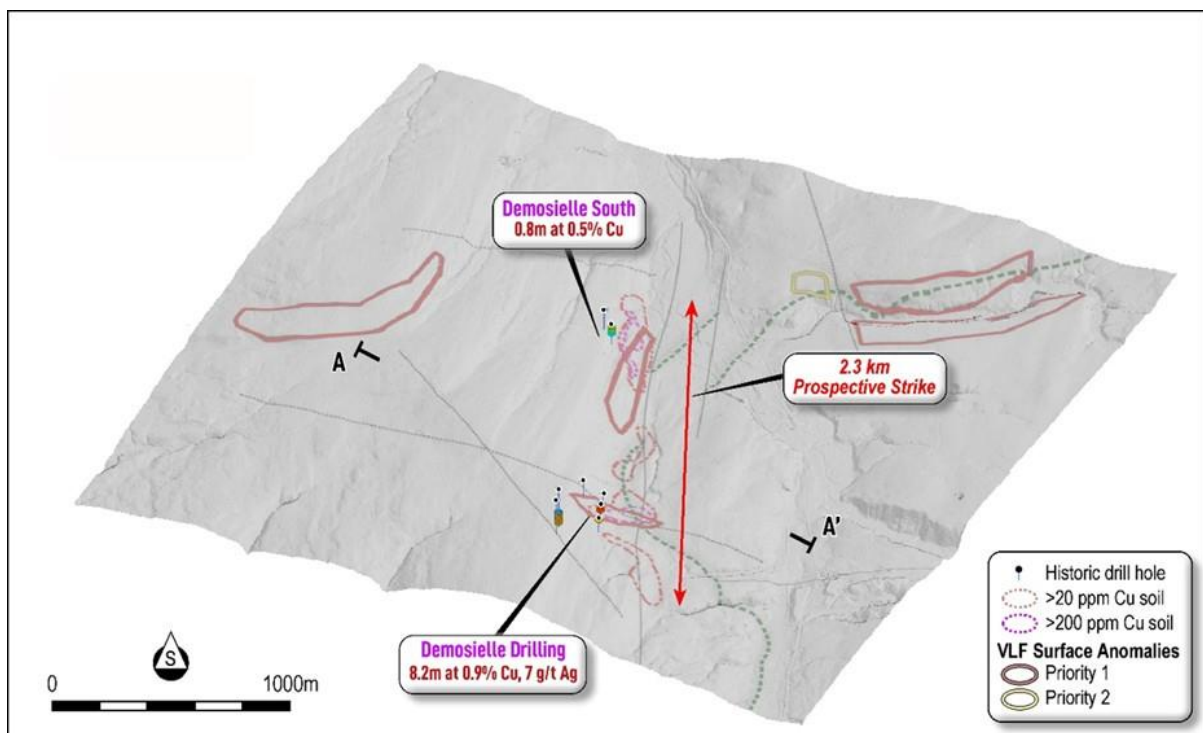 Demosielle South
0.8m at 0.5% Cu
2.3 km
Prospective Strike
A
A'
Demosielle Drilling
8.2m at 0.9% Cu, 7 g/t Ag
S
0
1000m
Historic drill hole
>20 ppm Cu soil
>200 ppm Cu soil
VLF Surface Anomalies
Priority 1
Priority 2